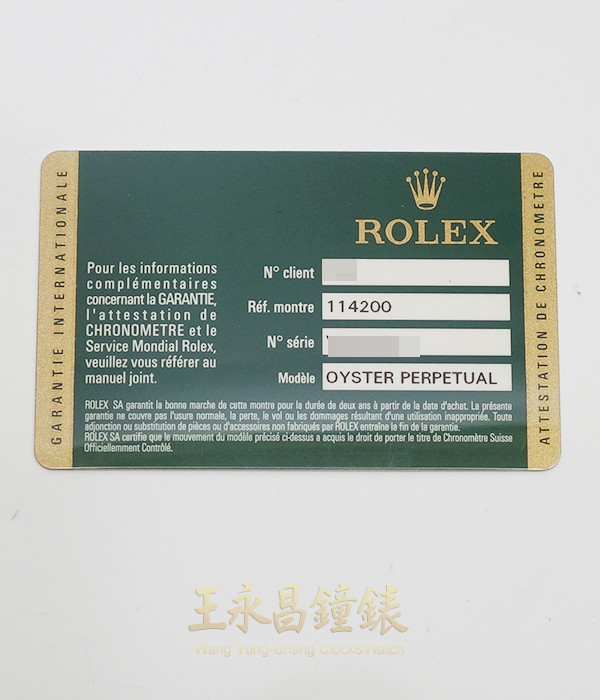 GARANTIE INTERNATIONALE
ROLEX
Pour les informations
complémentaires
concernant la GARANTIE,
l'attestation de
CHRONOMETRE et le
Service Mondial Rolex,
veuillez vous référer au
manuel joint.
N° client
Réf. montre 114200
N° série
Modèle OYSTER PERPETUAL
ROLEX SA garantit la bonne marche de cette montre pour la durée de deux ans à partir de la date d'achat. La présente
garantie ne couvre pas l'usure normale, la perte, le vol ou les dommages résultant d'une utilisation inappropriée. Toute
adjonction ou substitution de pièces ou d'accessoires non fabriqués par ROLEX entraîne la fin de la garantie.
ROLEX SA certifie que le mouvement du modèle précisé ci-dessus a acquis le droit de porter le titre de Chronomètre Suisse
Officiellement Contrôlé.
ATTESTATION DE CHRONOMETRE
王永昌鐘錶
Wang Yung-Chang Clock&Watch